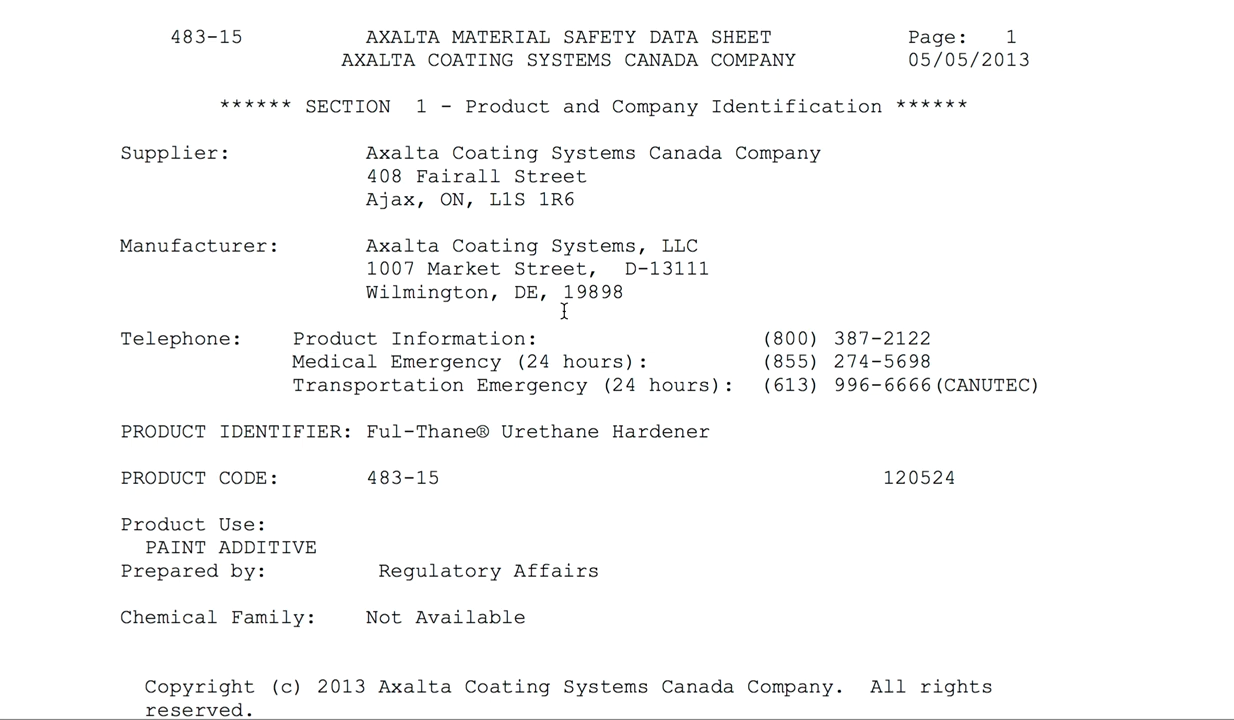 483-15 AXALTA MATERIAL SAFETY DATA SHEET Page: 1
AXALTA COATING SYSTEMS CANADA COMPANY 05/05/2013
****** SECTION 1 - Product and Company Identification ******
Supplier: Axalta Coating Systems Canada Company
408 Fairall Street
Ajax, ON, L1S 1R6
Manufacturer: Axalta Coating Systems, LLC
1007 Market Street, D-13111
Wilmington, DE, 19898
Telephone: Product Information: (800) 387-2122
Medical Emergency (24 hours): (855) 274-5698
Transportation Emergency (24 hours): (613) 996-6666(CANUTEC)
PRODUCT IDENTIFIER: Ful-Thane® Urethane Hardener
PRODUCT CODE: 483-15 120524
Product Use:
PAINT ADDITIVE
Prepared by: Regulatory Affairs
Chemical Family: Not Available
Copyright (c) 2013 Axalta Coating Systems Canada Company. All rights
reserved.